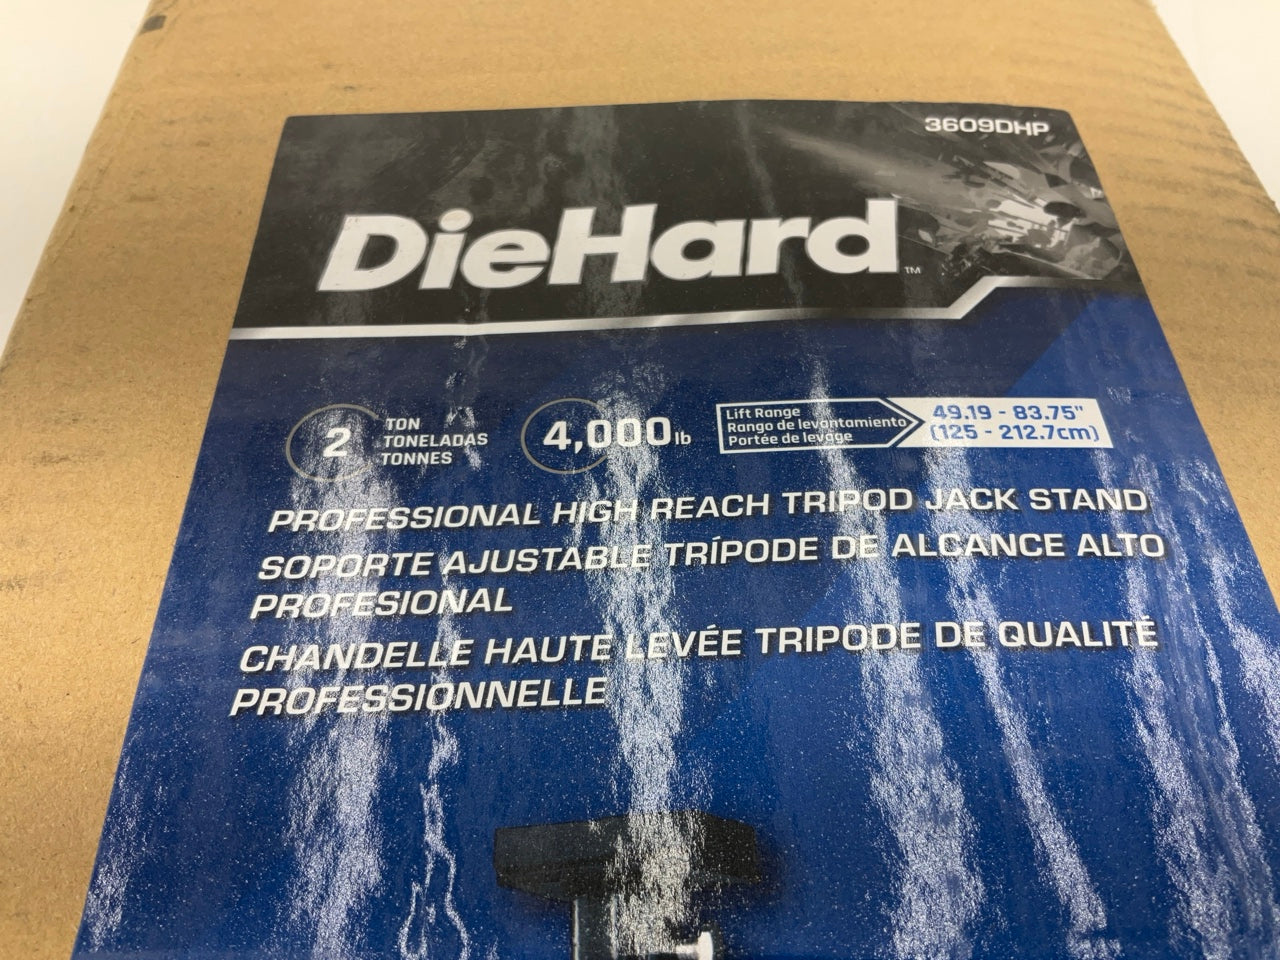 3609DHP
DieHard™
2
TON
TONELADAS
TONNES
4,000lb
Lift Range
Rango de levantamiento
Portée de levage
49.19 - 83.75"
(125 - 212.7cm)
PROFESSIONAL HIGH REACH TRIPOD JACK STAND
SOPORTE AJUSTABLE TRÍPODE DE ALCANCE ALTO
PROFESIONAL
CHANDELLE HAUTE LEVÉE TRIPODE DE QUALITÉ
PROFESSIONNELLE